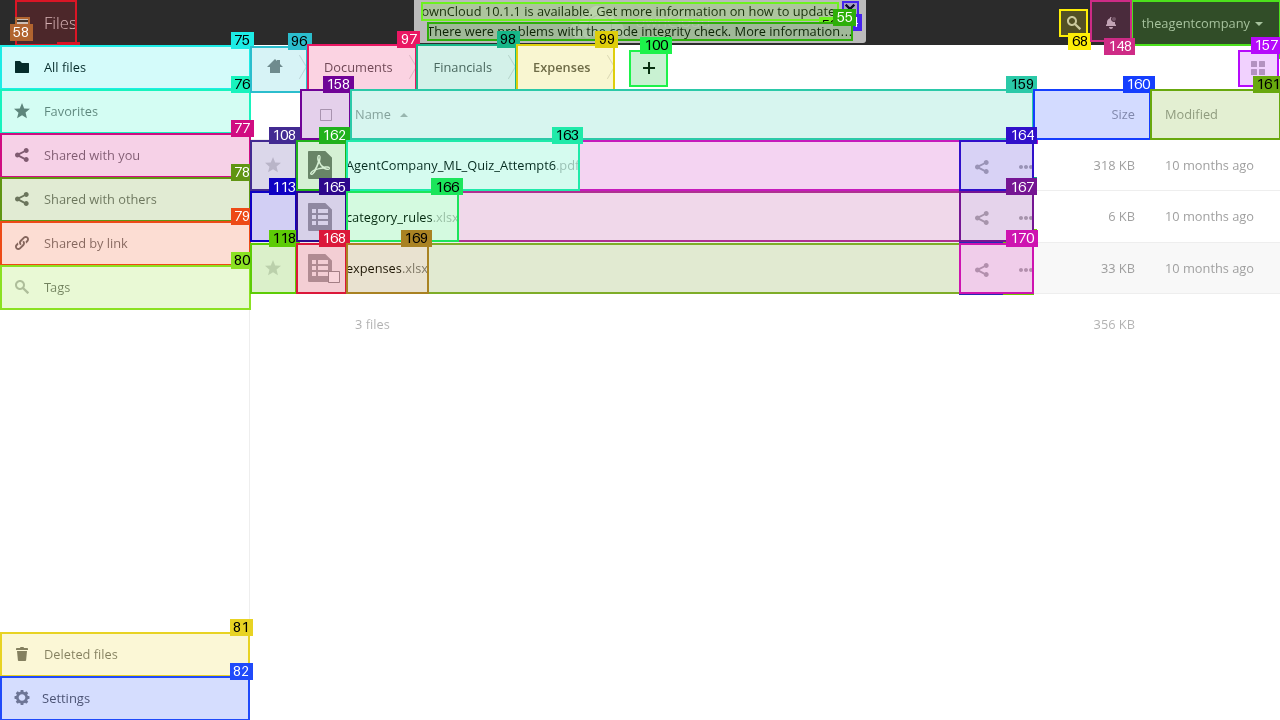 Files
58
ownCloud 10.1.1 is available. Get more information on how to update
There were problems with the code integrity check. More information...
55
68
148
theagentcompany
75
All files
96
97
Documents
98
Financials
99
Expenses
100
+
157
76
Favorites
158
Name
159
160
Size
161
Modified
77
Shared with you
108
162
AgentCompany_ML_Quiz_Attempt6.pdf
163
164
318 KB
10 months ago
78
Shared with others
113
165
category_rules.xlsx
166
167
6 KB
10 months ago
79
Shared by link
118
168
expenses.xlsx
169
170
33 KB
10 months ago
80
Tags
3 files
356 KB
81
Deleted files
82
Settings